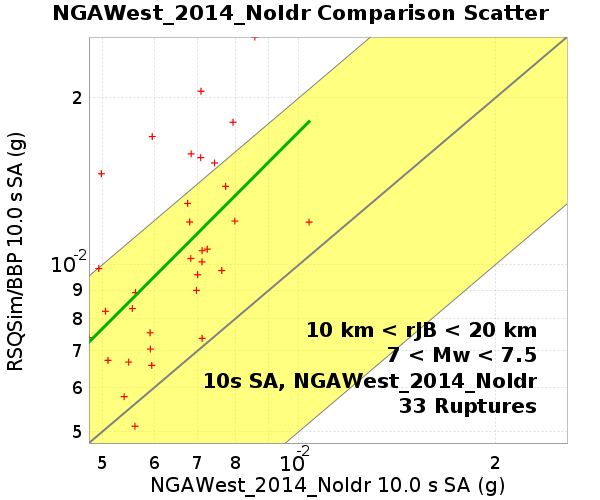 NGAWest_2014_NoIdr Comparison Scatter
RSQSim/BBP 10.0 s SA (g)
2
10⁻²
9
8
7
6
5
10 km < rJB < 20 km
7 < Mw < 7.5
10s SA, NGAWest_2014_NoIdr
33 Ruptures
5 6 7 8 10⁻² 2
NGAWest_2014_NoIdr 10.0 s SA (g)